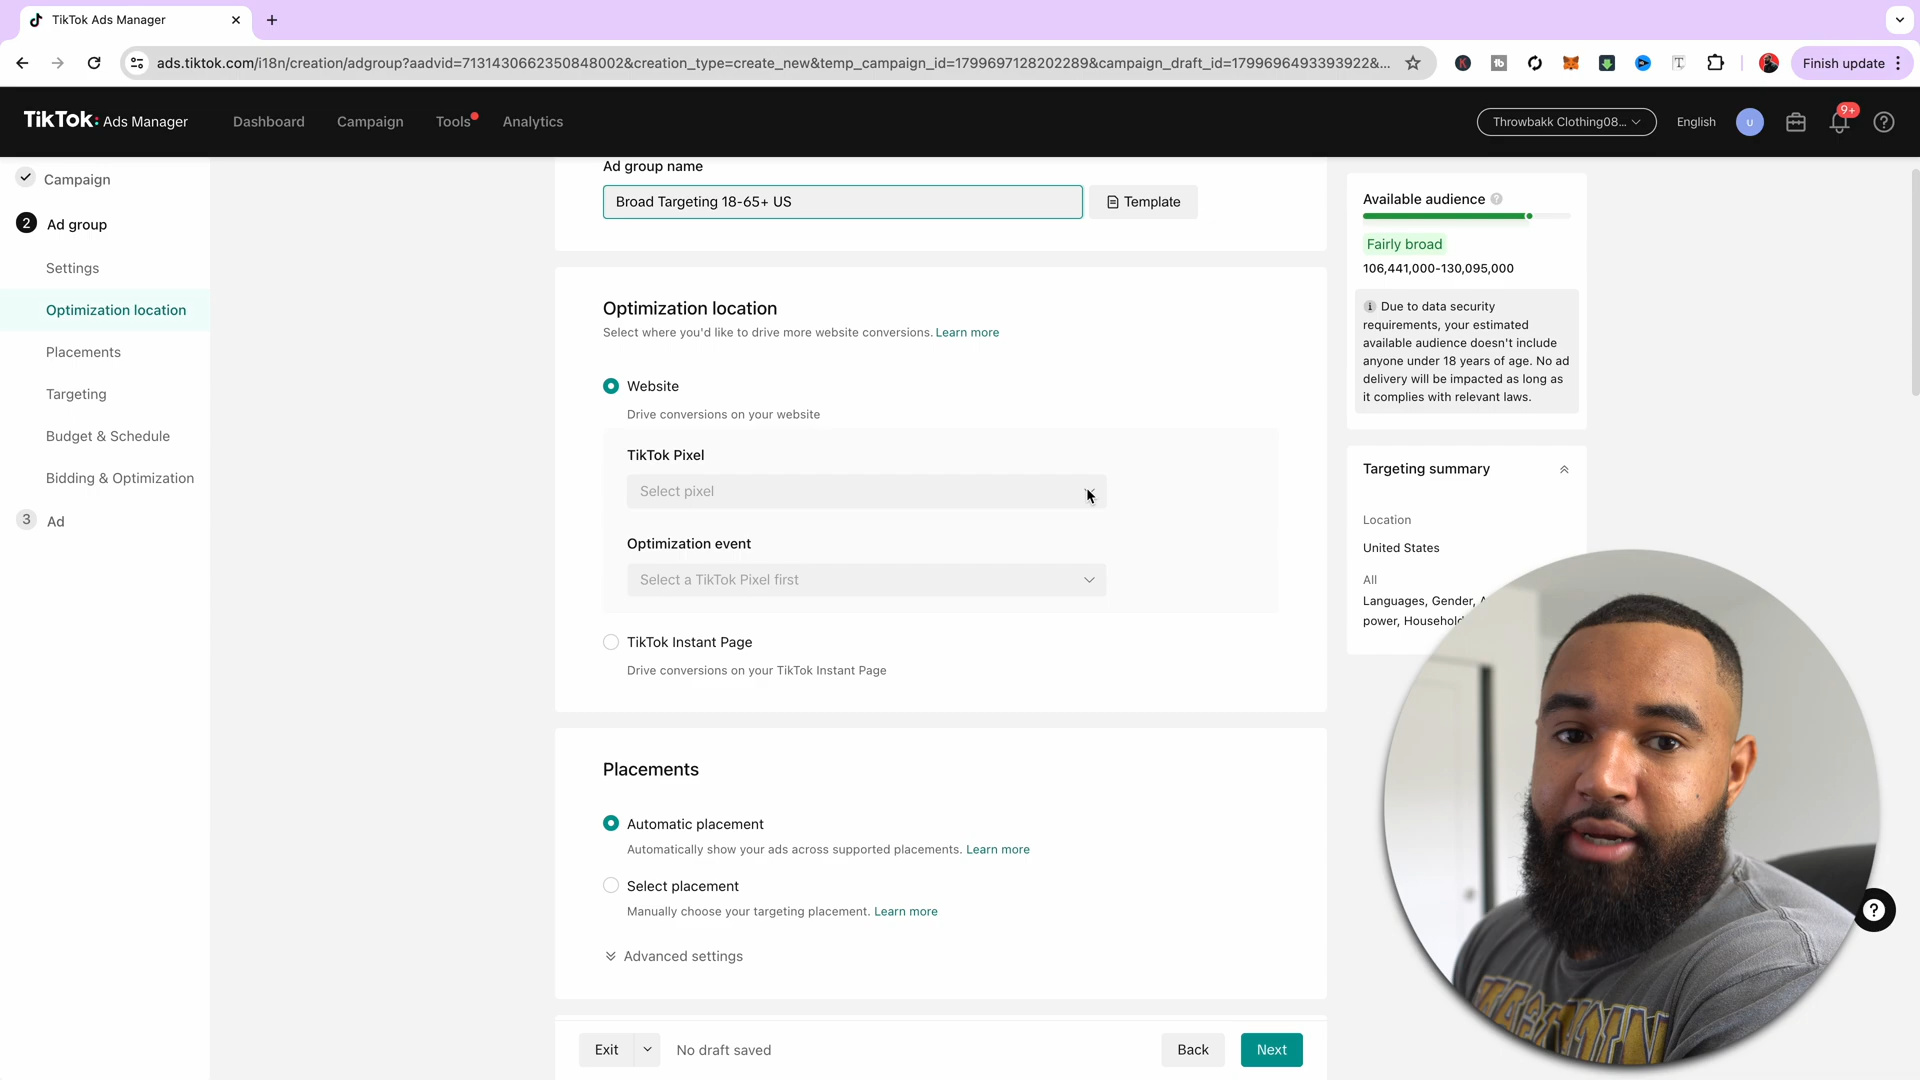 TikTok Ads Manager
ads.tiktok.com/i18n/creation/adgroup?aadvid=7131430662350848002&creation_type=create_new&temp_campaign_id=1799697128202289&campaign_draft_id=1799696493393922&...
Finish update
TikTok: Ads Manager
Dashboard
Campaign
Tools
Analytics
Throwbakk Clothing08...
English
U
9+
Campaign
2 Ad group
Settings
Optimization location
Placements
Targeting
Budget & Schedule
Bidding & Optimization
3 Ad
Ad group name
Broad Targeting 18-65+ US
Template
Optimization location
Select where you'd like to drive more website conversions. Learn more
Website
Drive conversions on your website
TikTok Pixel
Select pixel
Optimization event
Select a TikTok Pixel first
TikTok Instant Page
Drive conversions on your TikTok Instant Page
Placements
Automatic placement
Automatically show your ads across supported placements. Learn more
Select placement
Manually choose your targeting placement. Learn more
Advanced settings
Exit
No draft saved
Back
Next
Available audience
Fairly broad
106,441,000-130,095,000
Due to data security
requirements, your estimated
available audience doesn't include
anyone under 18 years of age. No ad
delivery will be impacted as long as
it complies with relevant laws.
Targeting summary
Location
United States
All
Languages, Gender,
power, Household
?